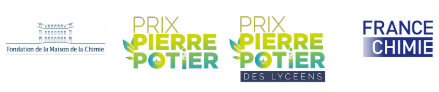 Fondation de la Maison de la Chimie
PRIX
PIERRE
POTIER
PRIX
PIERRE
POTIER
DES LYCÉENS
FRANCE
CHIMIE